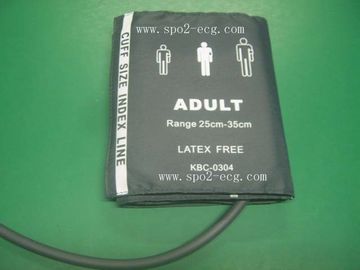 www.spo2-ecg.com
CUFF SIZE INDEX LINE
ADULT
Range 25cm-35cm
LATEX FREE
KBC-0304
www.spo2-ecg.com